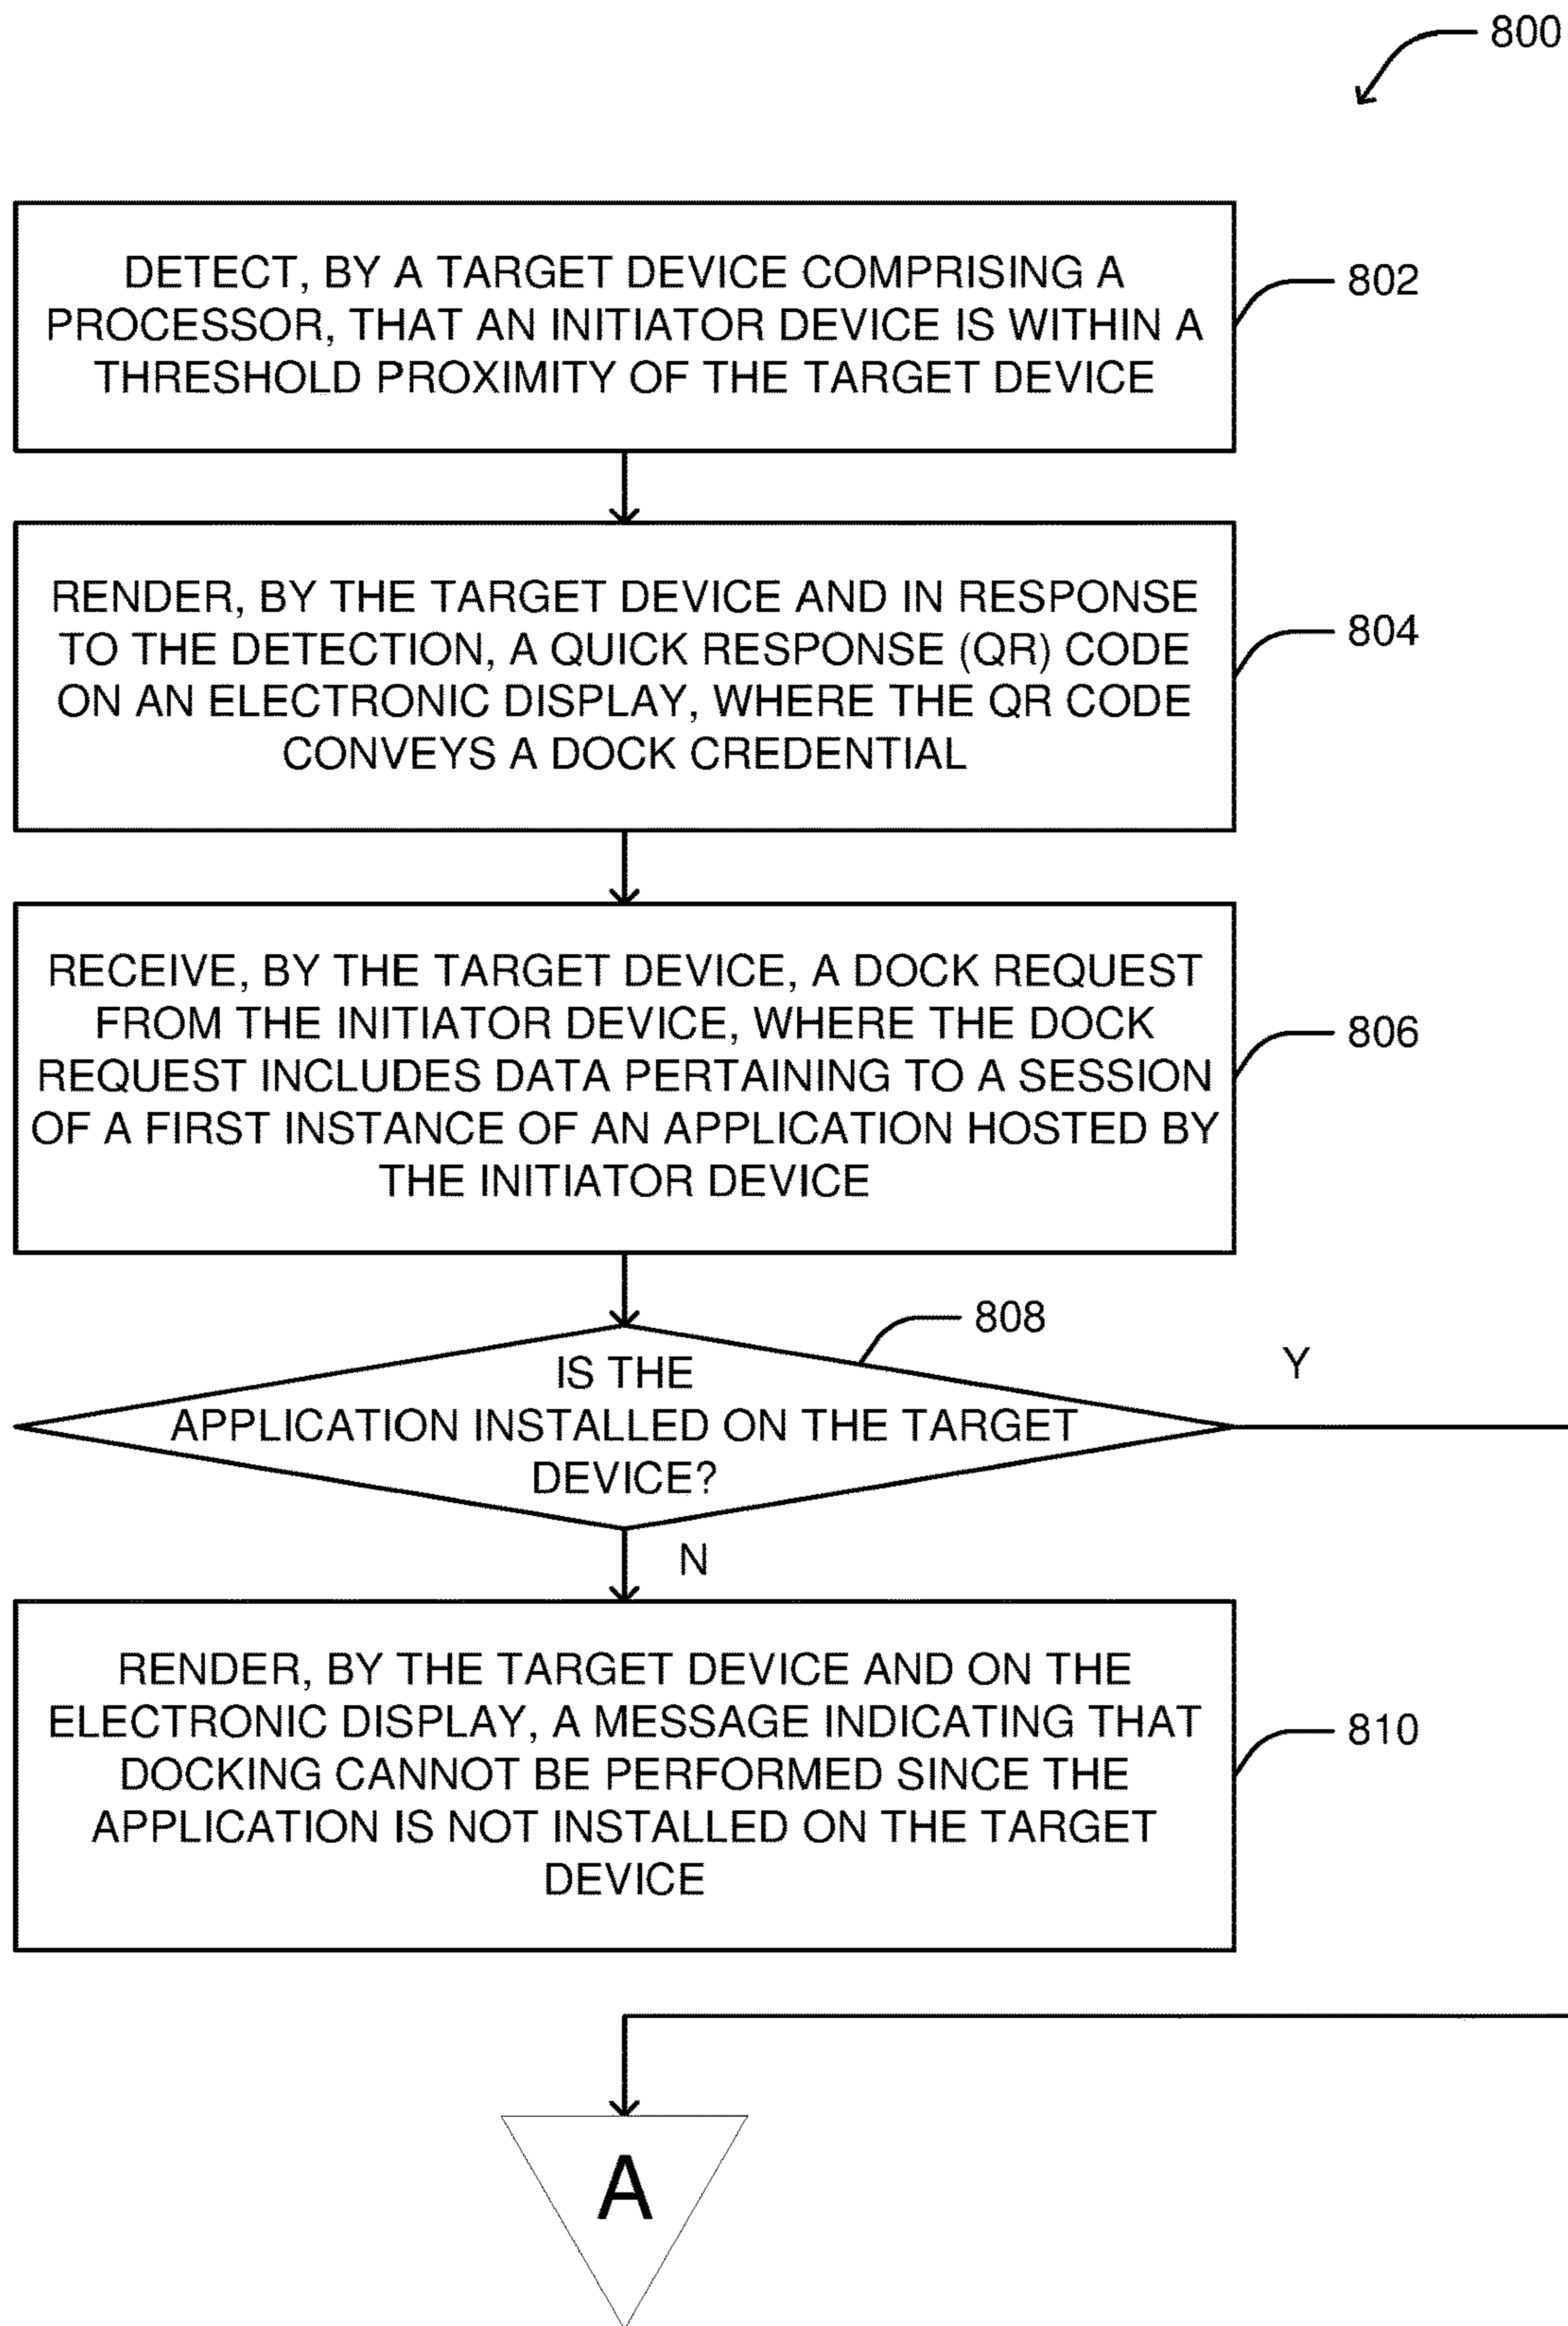 800
DETECT, BY A TARGET DEVICE COMPRISING A
PROCESSOR, THAT AN INITIATOR DEVICE IS WITHIN A
THRESHOLD PROXIMITY OF THE TARGET DEVICE
802
RENDER, BY THE TARGET DEVICE AND IN RESPONSE
TO THE DETECTION, A QUICK RESPONSE (QR) CODE
ON AN ELECTRONIC DISPLAY, WHERE THE QR CODE
CONVEYS A DOCK CREDENTIAL
804
RECEIVE, BY THE TARGET DEVICE, A DOCK REQUEST
FROM THE INITIATOR DEVICE, WHERE THE DOCK
REQUEST INCLUDES DATA PERTAINING TO A SESSION
OF A FIRST INSTANCE OF AN APPLICATION HOSTED BY
THE INITIATOR DEVICE
806
808
IS THE
APPLICATION INSTALLED ON THE TARGET
DEVICE?
Y
N
RENDER, BY THE TARGET DEVICE AND ON THE
ELECTRONIC DISPLAY, A MESSAGE INDICATING THAT
DOCKING CANNOT BE PERFORMED SINCE THE
APPLICATION IS NOT INSTALLED ON THE TARGET
DEVICE
810
A